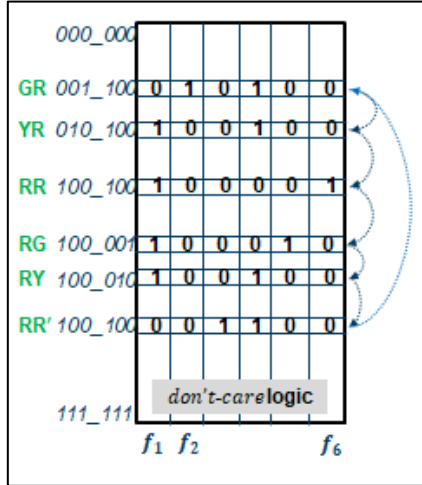 000_000
GR 001_100 0 1 0 1 0 0
YR 010_100 1 0 0 1 0 0
RR 100_100 1 0 0 0 0 1
RG 100_001 1 0 0 0 1 0
RY 100_010 1 0 0 1 0 0
RR' 100_100 0 0 1 1 0 0
don't-care logic
111_111
f1 f2 f6